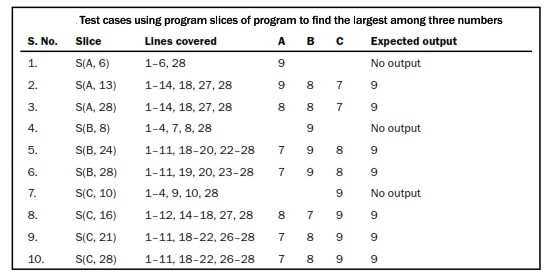 Test cases using program slices of program to find the largest among three numbers
S. No. Slice Lines covered A B C Expected output
1. S(A, 6) 1–6, 28 9 No output
2. S(A, 13) 1–14, 18, 27, 28 9 8 7 9
3. S(A, 28) 1–14, 18, 27, 28 8 8 7 9
4. S(B, 8) 1–4, 7, 8, 28 9 No output
5. S(B, 24) 1–11, 18–20, 22–28 7 9 8 9
6. S(B, 28) 1–11, 19, 20, 23–28 7 9 8 9
7. S(C, 10) 1–4, 9, 10, 28 9 No output
8. S(C, 16) 1–12, 14–18, 27, 28 8 7 9 9
9. S(C, 21) 1–11, 18–22, 26–28 7 8 9 9
10. S(C, 28) 1–11, 18–22, 26–28 7 8 9 9